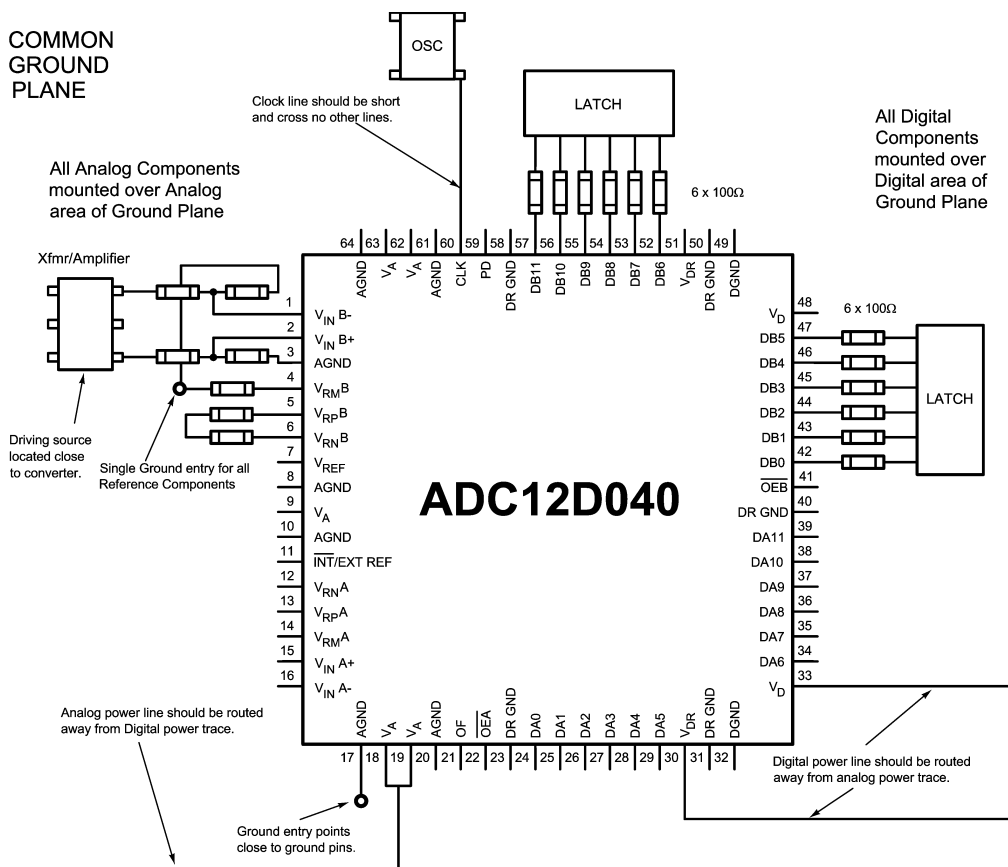 COMMON
GROUND
PLANE
OSC
Clock line should be short
and cross no other lines.
LATCH
6 x 100Ω
All Digital
Components
mounted over
Digital area of
Ground Plane
All Analog Components
mounted over Analog
area of Ground Plane
Xfmr/Amplifier
64 63 62 61 60 59 58 57 56 55 54 53 52 51 50 49
AGND VA VA AGND CLK PD DR GND DB11 DB10 DB9 DB8 DB7 DB6 VDR DR GND DGND
1 VIN B-
2 VIN B+
3 AGND
4 VRMB
5 VRPB
6 VRNB
7 VREF
8 AGND
9 VA
10 AGND
11 INT/EXT REF
12 VRNA
13 VRPA
14 VRMA
15 VIN A+
16 VIN A-
ADC12D040
6 x 100Ω
VD 48
DB5 47
DB4 46
DB3 45
DB2 44
DB1 43
DB0 42
OEB 41
DR GND 40
DA11 39
DA10 38
DA9 37
DA8 36
DA7 35
DA6 34
VD 33
LATCH
Driving source
located close
to converter.
Single Ground entry for all
Reference Components
AGND VA VA AGND OF OEA DR GND DA0 DA1 DA2 DA3 DA4 DA5 VDR DR GND DGND
17 18 19 20 21 22 23 24 25 26 27 28 29 30 31 32
Analog power line should be routed
away from Digital power trace.
Ground entry points
close to ground pins.
Digital power line should be routed
away from analog power trace.